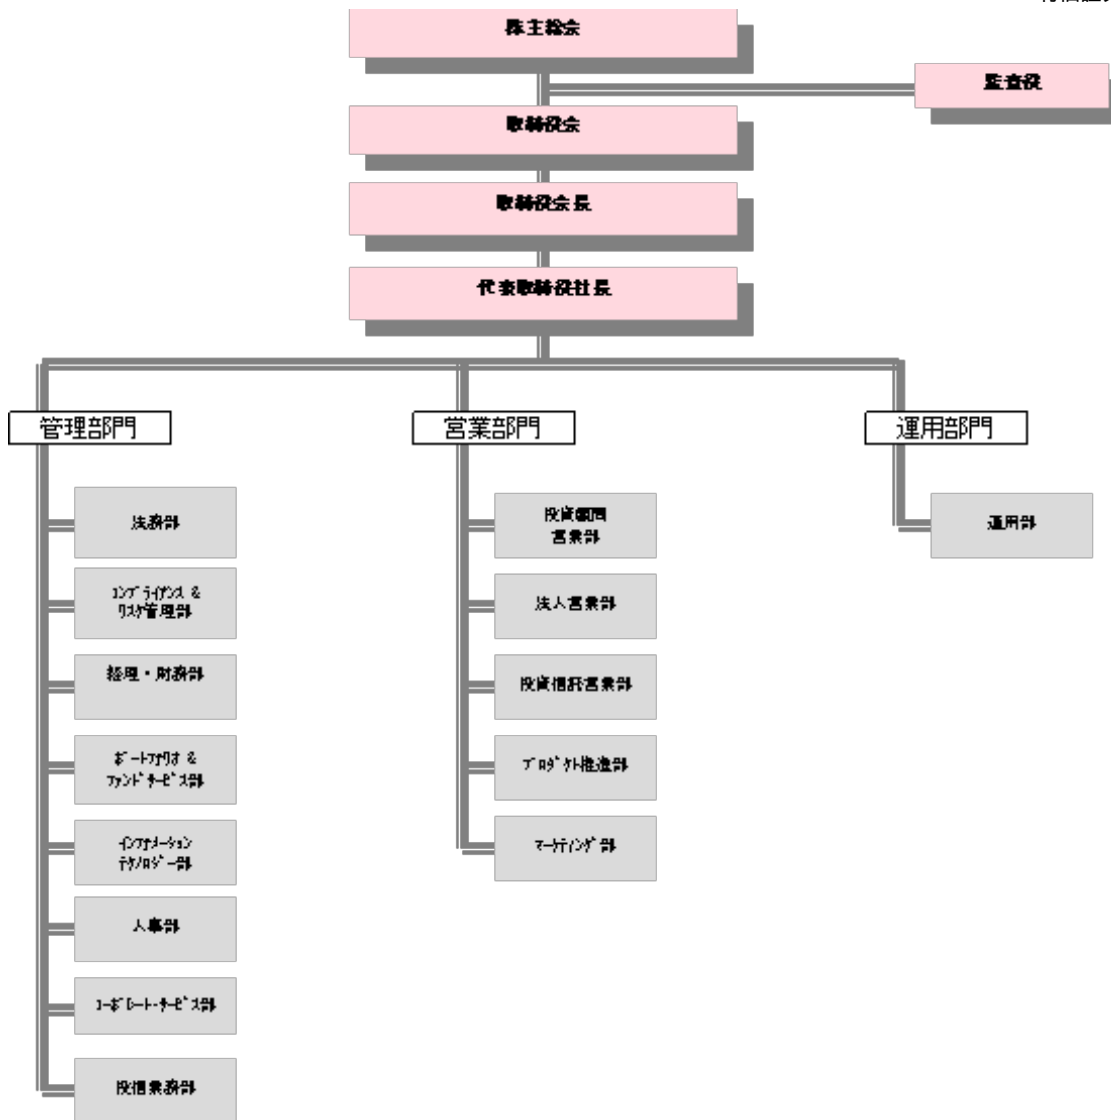 株主総会
監査役
取締役会
取締役会長
代表取締役社長
管理部門
営業部門
運用部門
法務部
投資顧問
営業部
運用部
ｺﾝﾌﾟﾗｲｱﾝｽ &
ﾘｽｸ管理部
法人営業部
経理・財務部
投資信託営業部
ﾎﾟｰﾄﾌｫﾘｵ &
ﾌｧﾝﾄﾞｻｰﾋﾞｽ部
ﾌﾟﾛﾀﾞｸﾄ推進部
ｲﾝﾌｫﾒｰｼｮﾝ
ﾃｸﾉﾛｼﾞｰ部
ﾏｰｹﾃｨﾝｸﾞ部
人事部
ｺｰﾎﾟﾚｰﾄ･ｻｰﾋﾞｽ部
投信業務部